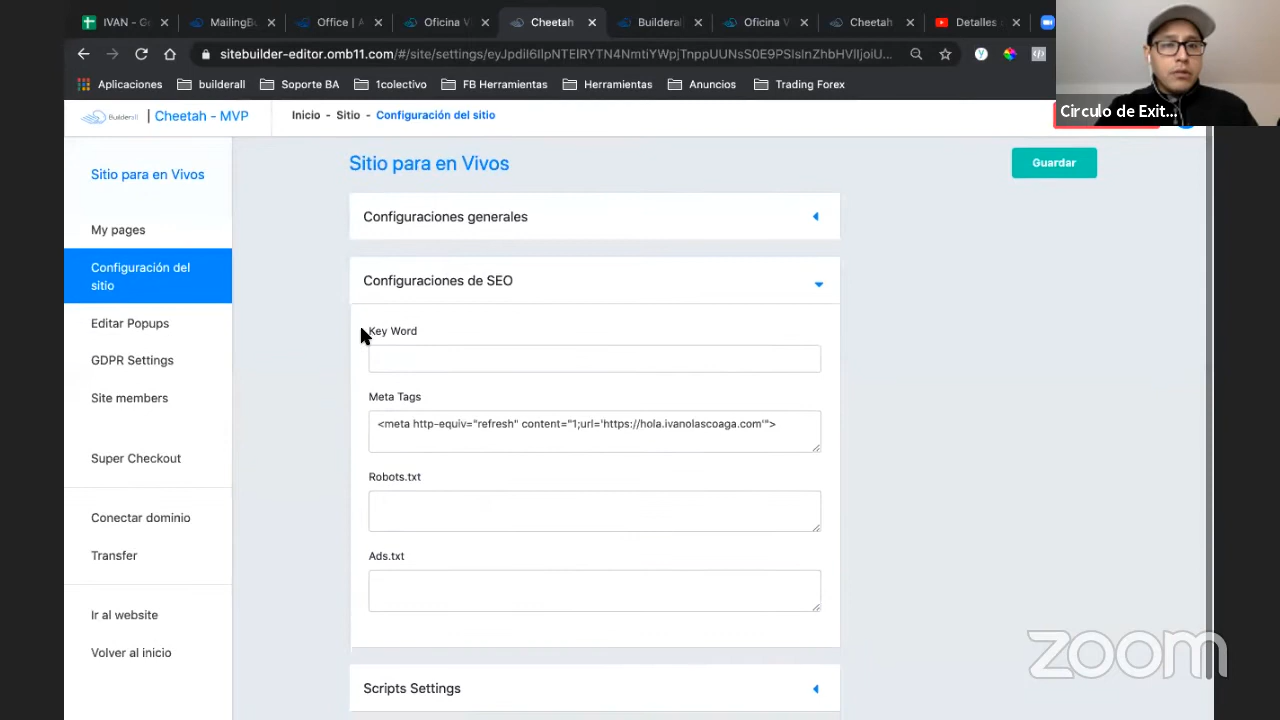 IVAN - G
MailingB
Office | A
Oficina V
Cheetah
Builderal
Oficina V
Cheetah
Detalles
sitebuilder-editor.omb11.com/#/site/settings/
Aplicaciones
builderall
Soporte BA
1colectivo
FB Herramientas
Herramientas
Anuncios
Trading Forex
Circulo de Exit...
Builderall | Cheetah - MVP
Inicio - Sitio - Configuración del sitio
Sitio para en Vivos
My pages
Configuración del
sitio
Editar Popups
GDPR Settings
Site members
Super Checkout
Conectar dominio
Transfer
Ir al website
Volver al inicio
Sitio para en Vivos
Guardar
Configuraciones generales
Configuraciones de SEO
Key Word
Meta Tags
<meta http-equiv="refresh" content="1;url='https://hola.ivanolascoaga.com'">
Robots.txt
Ads.txt
Scripts Settings
zoom